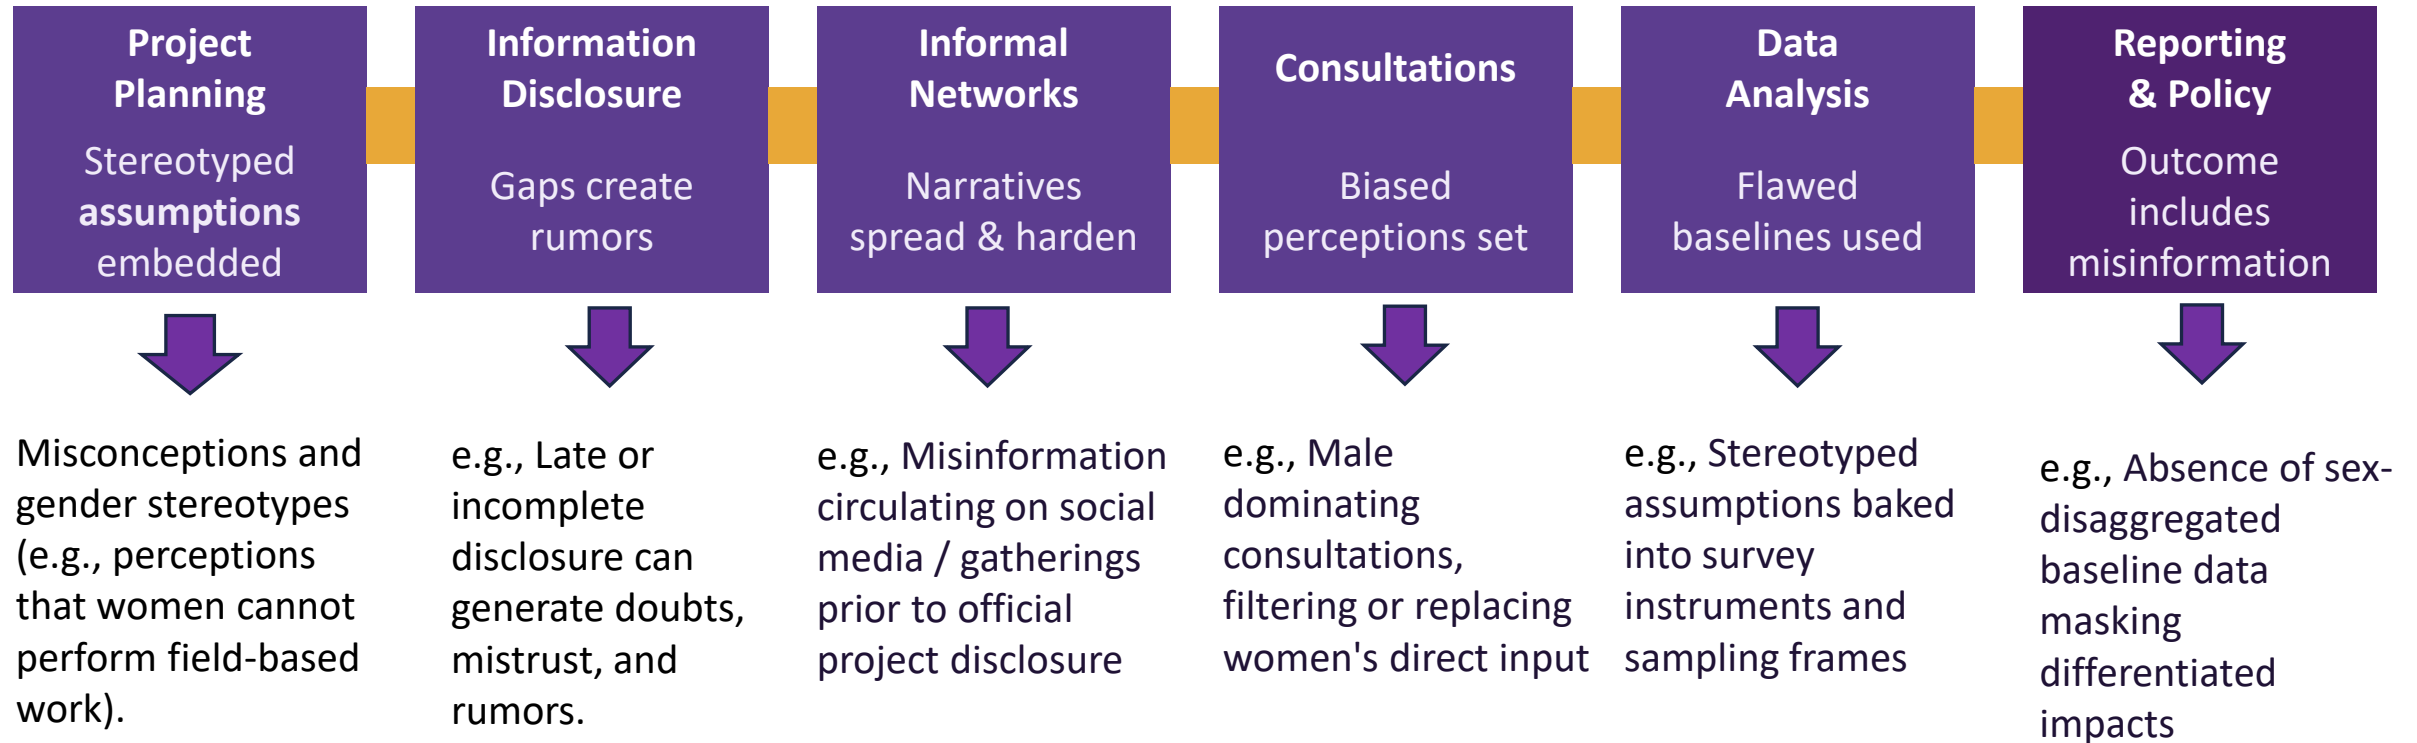 Project
Planning
Stereotyped
assumptions
embedded
Information
Disclosure
Gaps create
rumors
Informal
Networks
Narratives
spread & harden
Consultations
Biased
perceptions set
Data
Analysis
Flawed
baselines used
Reporting
& Policy
Outcome
includes
misinformation
Misconceptions and
gender stereotypes
(e.g., perceptions
that women cannot
perform field-based
work).
e.g., Late or
incomplete
disclosure can
generate doubts,
mistrust, and
rumors.
e.g., Misinformation
circulating on social
media / gatherings
prior to official
project disclosure
e.g., Male
dominating
consultations,
filtering or replacing
women's direct input
e.g., Stereotyped
assumptions baked
into survey
instruments and
sampling frames
e.g., Absence of sex-
disaggregated
baseline data
masking
differentiated
impacts